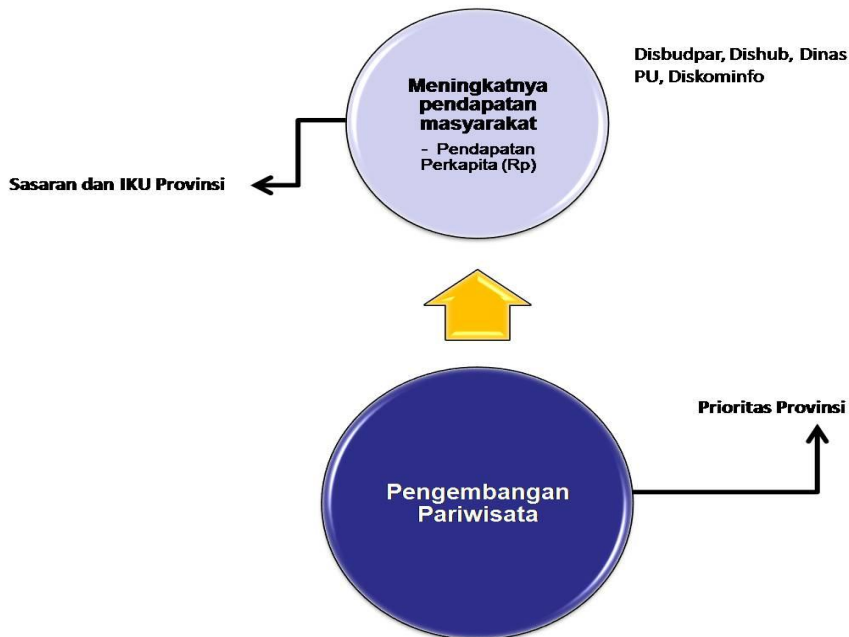 Disbudpar, Dishub, Dinas
PU, Diskominfo
Meningkatnya
pendapatan
masyarakat
- Pendapatan
Perkapita (Rp)
Sasaran dan IKU Provinsi
Prioritas Provinsi
Pengembangan
Pariwisata